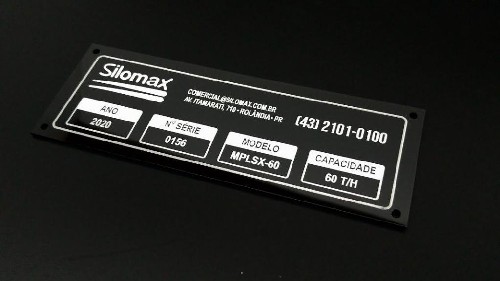 Silomax
COMERCIAL@SILOMAX.COM.BR
AV. ITAMARATI, 710 - ROLÂNDIA - PR
(43) 2101-0100
ANO
2020
Nº SÉRIE
0156
MODELO
MPLSX-60
CAPACIDADE
60 T/H